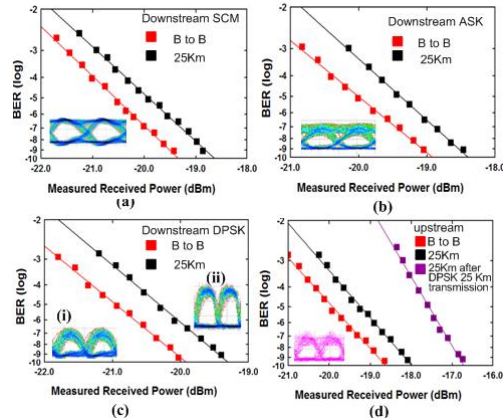 (a)
-2
Downstream SCM
B to B
25Km
BER (log)
-3
-4
-5
-6
-7
-8
-9
-10
-22.0 -21.0 -20.0 -19.0 -18.0
Measured Received Power (dBm)
(a)
-2
Downstream ASK
B to B
25Km
BER (log)
-3
-4
-5
-6
-7
-8
-9
-10
-21.0 -20.0 -19.0 -18.0
Measured Received Power (dBm)
(b)
-2
Downstream DPSK
B to B
25Km
(i)
(ii)
BER (log)
-3
-4
-5
-6
-7
-8
-9
-10
-22 -21 -20 -19 -18
Measured Received Power (dBm)
(c)
-2
upstream
B to B
25Km
25Km after
DPSK 25 Km
transmission
BER (log)
-3
-4
-5
-6
-7
-8
-9
-10
-21.0 -20.0 -19.0 -18.0 -17.0 -16.0
Measured Received Power (dBm)
(d)